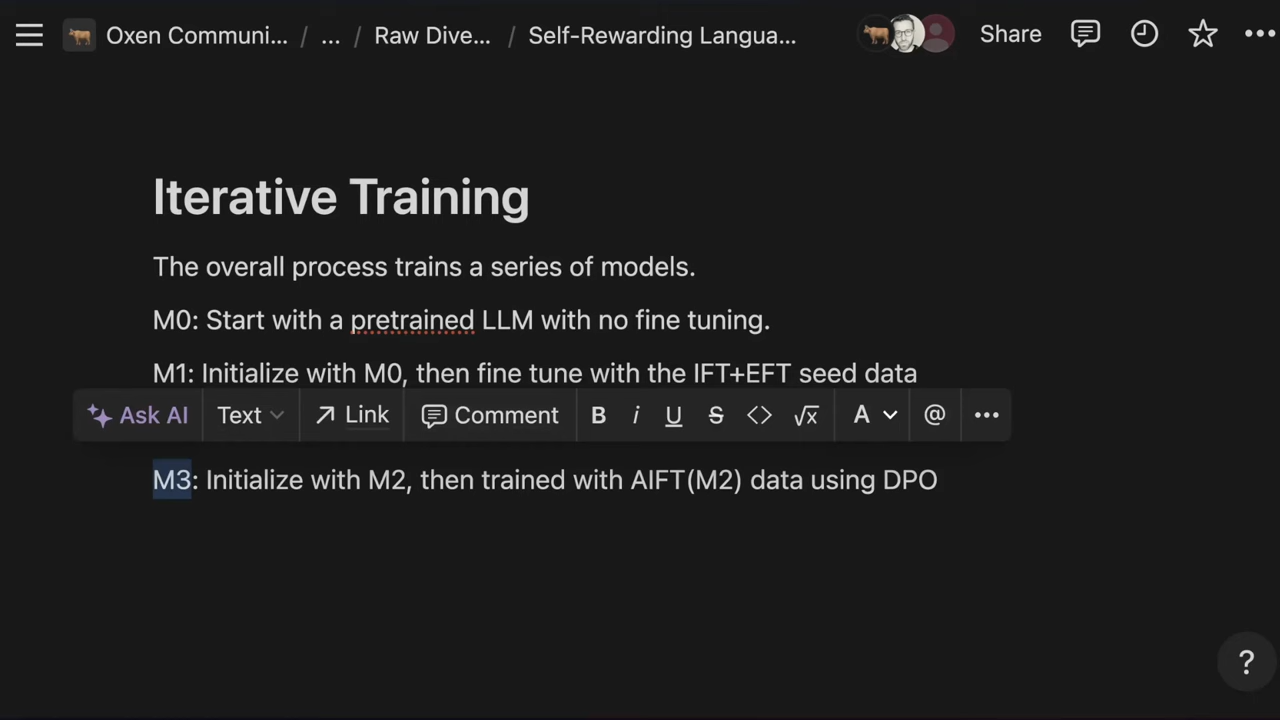 Oxen Communi... / ... / Raw Dive... / Self-Rewarding Langua... Share
Iterative Training
The overall process trains a series of models.
M0: Start with a pretrained LLM with no fine tuning.
M1: Initialize with M0, then fine tune with the IFT+EFT seed data
Ask AI Text Link Comment B i U S <> √x A @ •••
M3: Initialize with M2, then trained with AIFT(M2) data using DPO
?